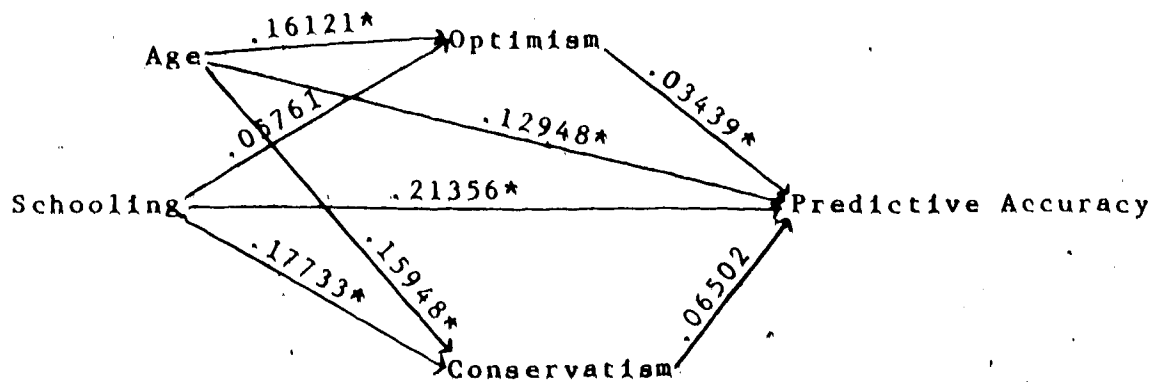 .16121*
Optimism
Age
.03439*
.05761
.12948*
Schooling
.21356*
Predictive Accuracy
.17733*
.15948*
.06502
Conservatism